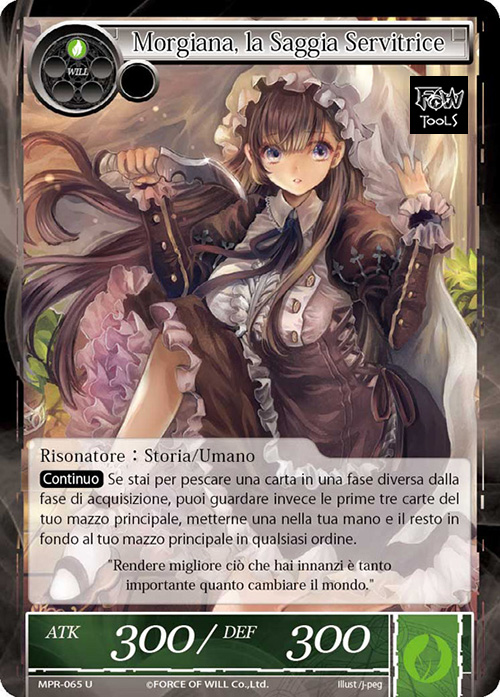 Morgiana, la Saggia Servitrice
WILL
FoW
TOOLS
Risonatore : Storia/Umano
Continuo Se stai per pescare una carta in una fase diversa dalla
fase di acquisizione, puoi guardare invece le prime tre carte del
tuo mazzo principale, metterne una nella tua mano e il resto in
fondo al tuo mazzo principale in qualsiasi ordine.
"Rendere migliore ciò che hai innanzi è tanto
importante quanto cambiare il mondo."
ATK 300/ DEF 300
MPR-065 U ©FORCE OF WILL Co.,Ltd. Illust/j-peg